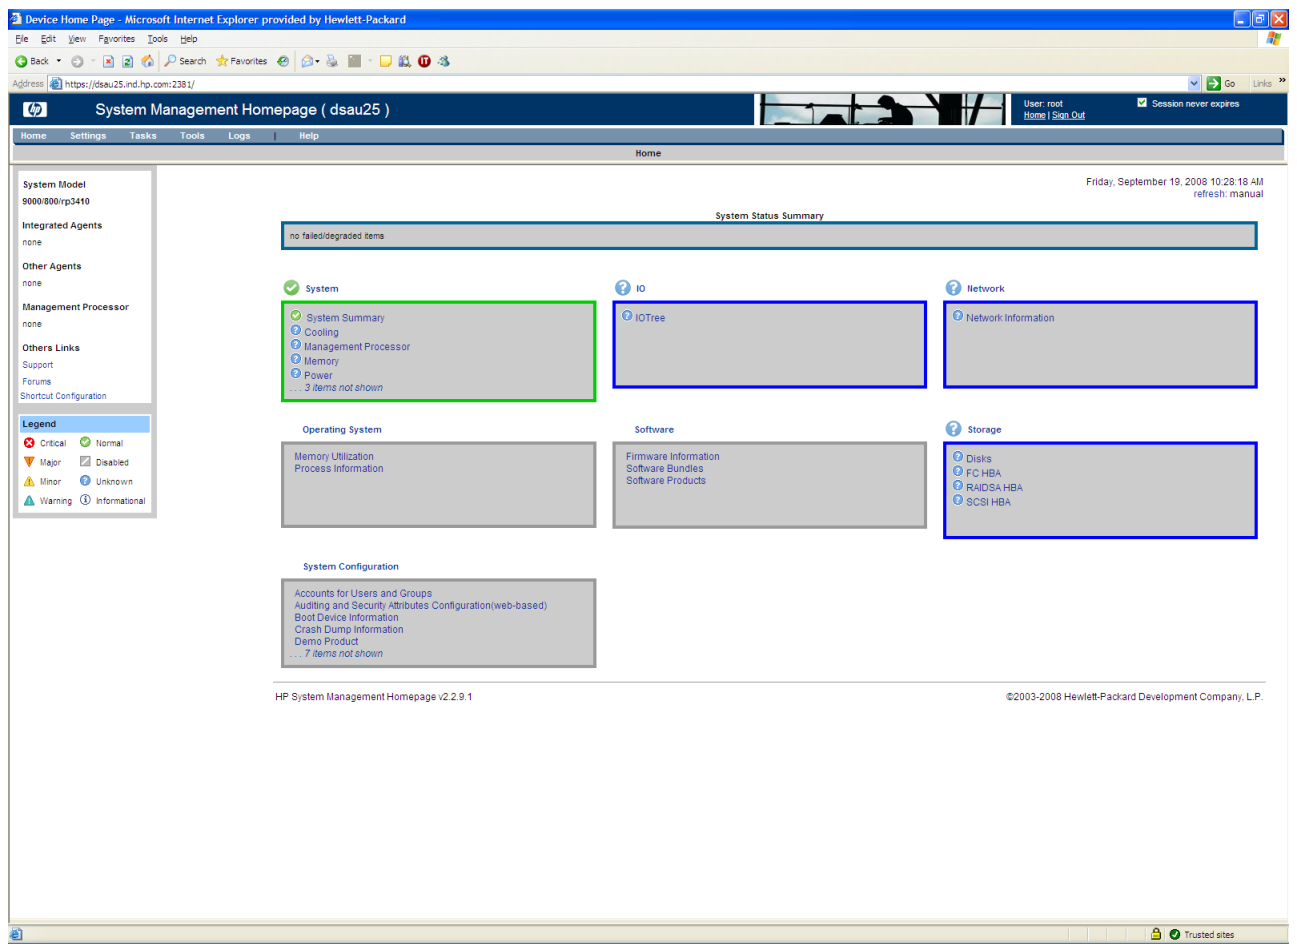 Device Home Page - Microsoft Internet Explorer provided by Hewlett-Packard
File Edit View Favorites Tools Help
Back Search Favorites
Address https://dsau25.ind.hp.com:2381/ Go Links »
hp System Management Homepage ( dsau25 )
User: root
Home | Sign Out
Session never expires
Home Settings Tasks Tools Logs | Help
Home
System Model
9000/800/rp3410
Integrated Agents
none
Other Agents
none
Management Processor
none
Others Links
Support
Forums
Shortcut Configuration
Legend
Critical Normal
Major Disabled
Minor Unknown
Warning Informational
Friday, September 19, 2008 10:28:18 AM
refresh: manual
System Status Summary
no failed/degraded items
System
System Summary
Cooling
Management Processor
Memory
Power
. . . 3 items not shown
IO
IOTree
Network
Network Information
Operating System
Memory Utilization
Process Information
Software
Firmware Information
Software Bundles
Software Products
Storage
Disks
FC HBA
RAIDSA HBA
SCSI HBA
System Configuration
Accounts for Users and Groups
Auditing and Security Attributes Configuration(web-based)
Boot Device Information
Crash Dump Information
Demo Product
. . . 7 items not shown
HP System Management Homepage v2.2.9.1
©2003-2008 Hewlett-Packard Development Company, L.P.
Trusted sites